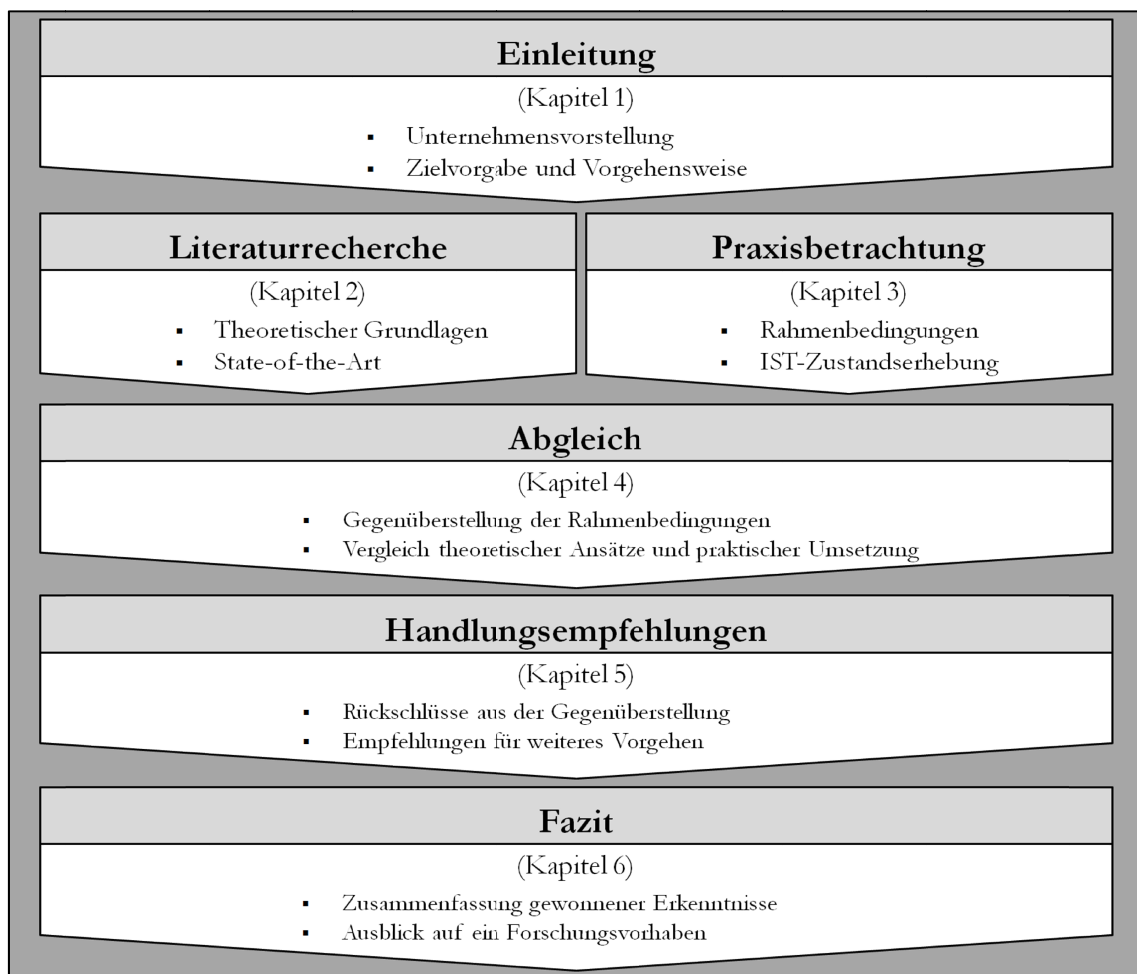 Einleitung
(Kapitel 1)
▪ Unternehmensvorstellung
▪ Zielvorgabe und Vorgehensweise
Literaturrecherche
(Kapitel 2)
▪ Theoretischer Grundlagen
▪ State-of-the-Art
Praxisbetrachtung
(Kapitel 3)
▪ Rahmenbedingungen
▪ IST-Zustandserhebung
Abgleich
(Kapitel 4)
▪ Gegenüberstellung der Rahmenbedingungen
▪ Vergleich theoretischer Ansätze und praktischer Umsetzung
Handlungsempfehlungen
(Kapitel 5)
▪ Rückschlüsse aus der Gegenüberstellung
▪ Empfehlungen für weiteres Vorgehen
Fazit
(Kapitel 6)
▪ Zusammenfassung gewonnener Erkenntnisse
▪ Ausblick auf ein Forschungsvorhaben